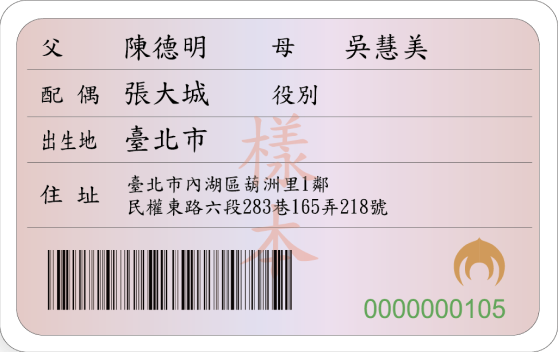 父 陳德明 母 吳慧美
配偶 張大城 役別
出生地 臺北市
住址 臺北市內湖區葫洲里1鄰
民權東路六段283巷165弄218號
樣本
0000000105